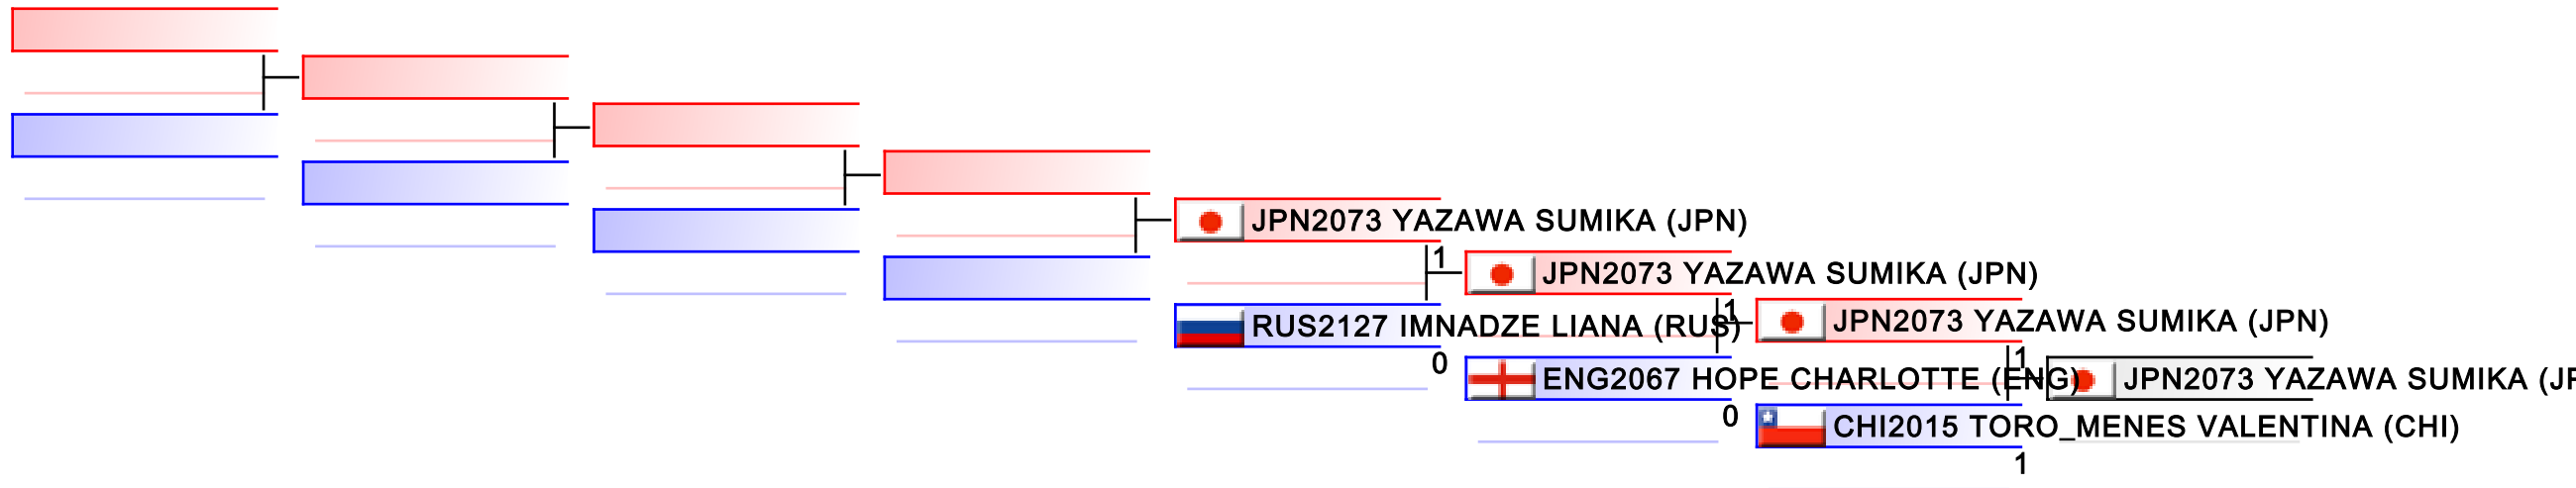 JPN2073 YAZAWA SUMIKA (JPN)
1
JPN2073 YAZAWA SUMIKA (JPN)
1
JPN2073 YAZAWA SUMIKA (JPN)
RUS2127 IMNADZE LIANA (RUS)
1
0
ENG2067 HOPE CHARLOTTE (ENG)
JPN2073 YAZAWA SUMIKA (JP
0
CHI2015 TORO_MENES VALENTINA (CHI)
1